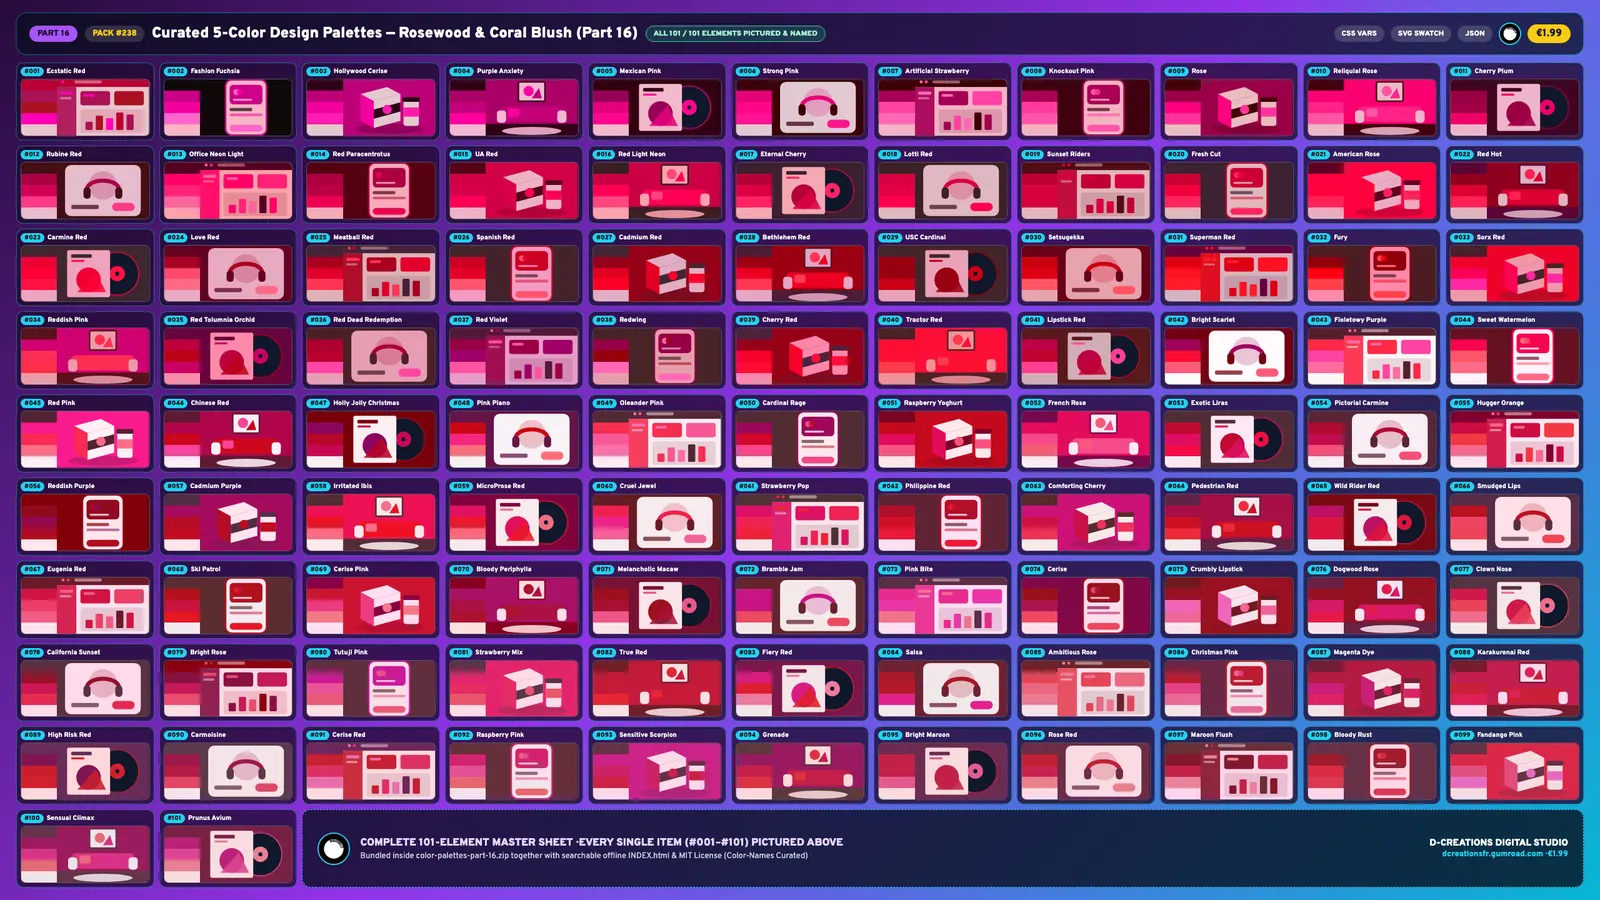 PART 16 PACK #238 Curated 5-Color Design Palettes – Rosewood & Coral Blush (Part 16) ALL 101 / 101 ELEMENTS PICTURED & NAMED CSS VARS SVG SWATCH JSON €1.99
#001 Ecstatic Red #002 Fashion Fuchsia #003 Hollywood Cerise #004 Purple Anxiety #005 Mexican Pink #006 Strong Pink #007 Artificial Strawberry #008 Knockout Pink #009 Rose #010 Reliquial Rose #011 Cherry Plum
#012 Rubine Red #013 Office Neon Light #014 Red Paracentrotus #015 UA Red #016 Red Light Neon #017 Eternal Cherry #018 Lotti Red #019 Sunset Riders #020 Fresh Cut #021 American Rose #022 Red Hot
#023 Carmine Red #024 Love Red #025 Meatball Red #026 Spanish Red #027 Cadmium Red #028 Bethlehem Red #029 USC Cardinal #030 Setsugekka #031 Superman Red #032 Fury #033 Sorx Red
#034 Reddish Pink #035 Red Tolumnia Orchid #036 Red Dead Redemption #037 Red Violet #038 Redwing #039 Cherry Red #040 Tractor Red #041 Lipstick Red #042 Bright Scarlet #043 Fioletowy Purple #044 Sweet Watermelon
#045 Red Pink #046 Chinese Red #047 Holly Jolly Christmas #048 Pink Piano #049 Oleander Pink #050 Cardinal Rage #051 Raspberry Yoghurt #052 French Rose #053 Exotic Liras #054 Pictorial Carmine #055 Hugger Orange
#056 Reddish Purple #057 Cadmium Purple #058 Irritated Ibis #059 MicroProse Red #060 Cruel Jewel #061 Strawberry Pop #062 Philippine Red #063 Comforting Cherry #064 Pedestrian Red #065 Wild Rider Red #066 Smudged Lips
#067 Eugenia Red #068 Ski Patrol #069 Cerise Pink #070 Bloody Periphylla #071 Melancholic Macaw #072 Bramble Jam #073 Pink Bite #074 Cerise #075 Crumbly Lipstick #076 Dogwood Rose #077 Clown Nose
#078 California Sunset #079 Bright Rose #080 Tutuji Pink #081 Strawberry Mix #082 True Red #083 Fiery Red #084 Salsa #085 Ambitious Rose #086 Christmas Pink #087 Magenta Dye #088 Karakurenai Red
#089 High Risk Red #090 Carmoisine #091 Cerise Red #092 Raspberry Pink #093 Sensitive Scorpion #094 Grenade #095 Bright Maroon #096 Rose Red #097 Maroon Flush #098 Bloody Rust #099 Fandango Pink
#100 Sensual Climax #101 Prunus Avium
COMPLETE 101-ELEMENT MASTER SHEET · EVERY SINGLE ITEM (#001–#101) PICTURED ABOVE
Bundled inside color-palettes-part-16.zip together with searchable offline INDEX.html & MIT License (Color-Names Curated)
D-CREATIONS DIGITAL STUDIO
dcreationsfr.gumroad.com · €1.99